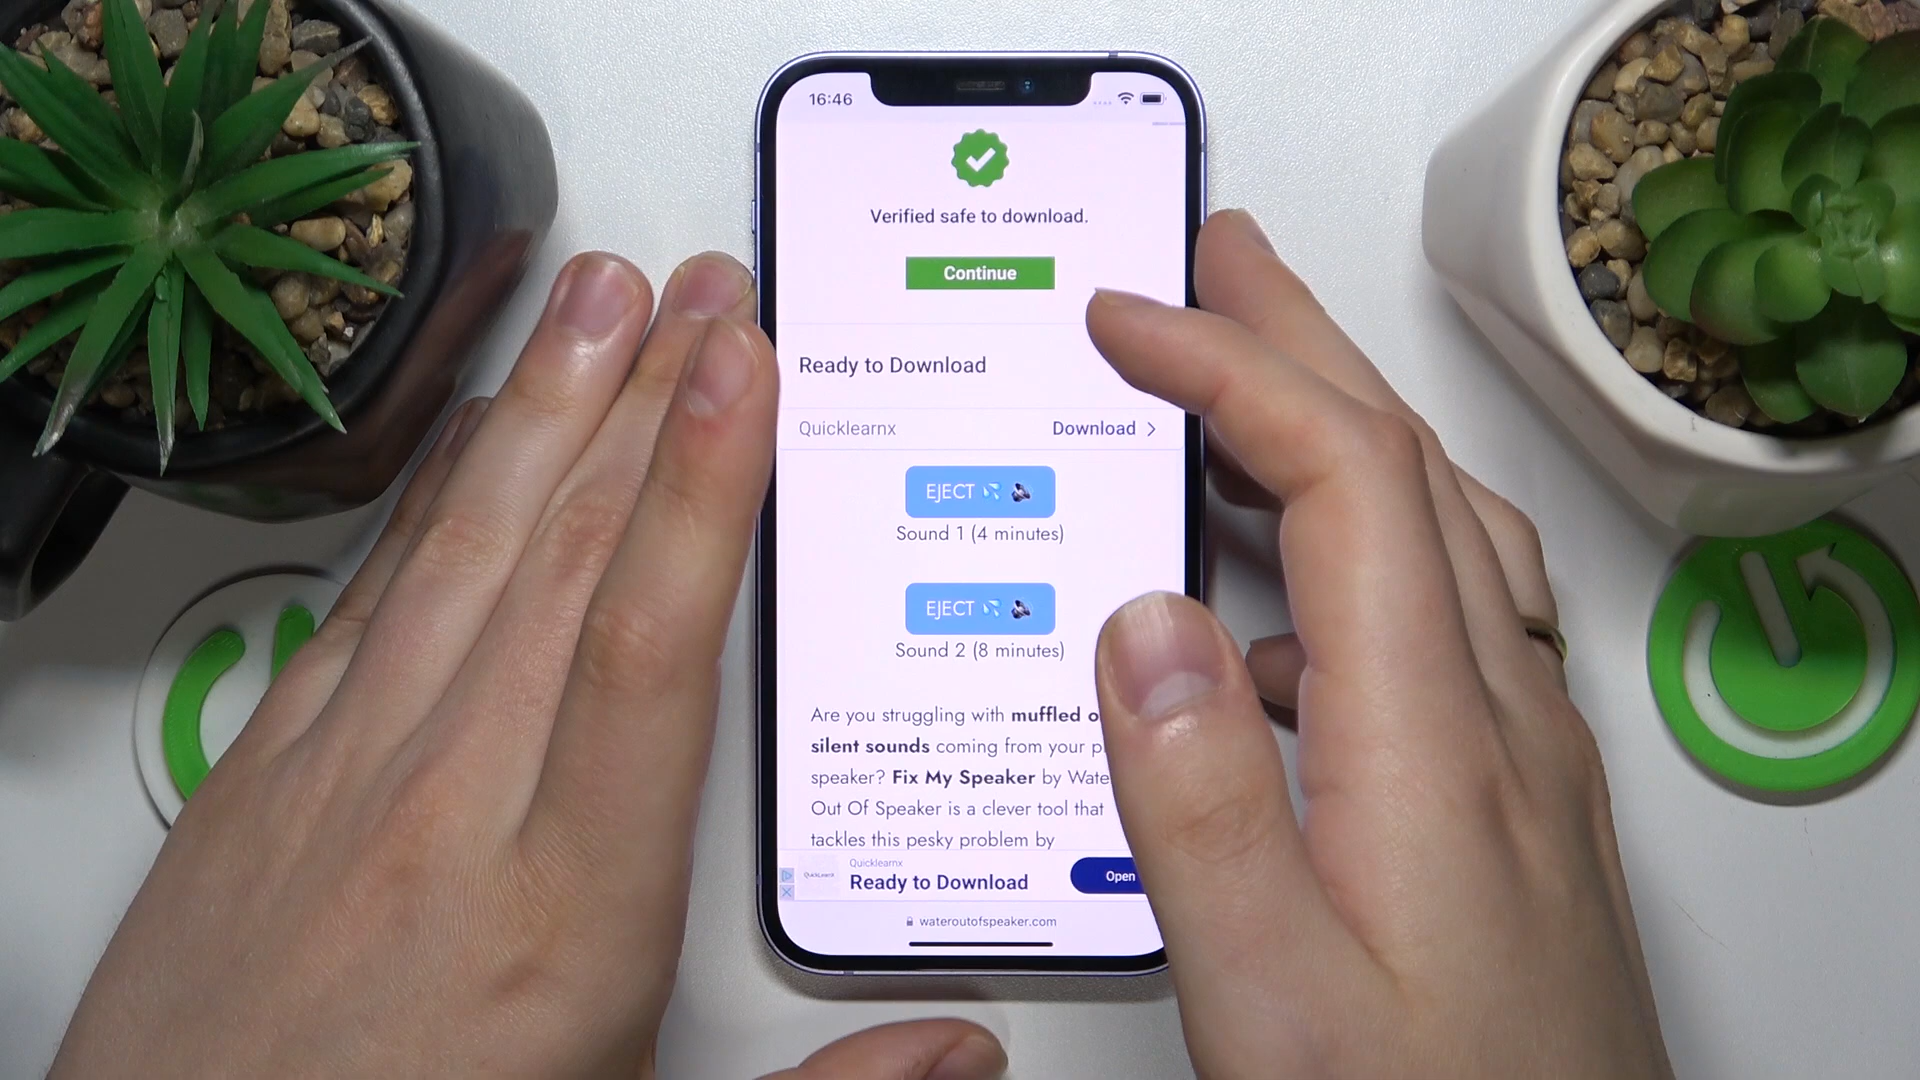 16:46
Verified safe to download.
Continue
Ready to Download
Quicklearnx Download
EJECT
Sound 1 (4 minutes)
EJECT
Sound 2 (8 minutes)
Are you struggling with muffled o
silent sounds coming from your p
speaker? Fix My Speaker by Wate
Out Of Speaker is a clever tool that
tackles this pesky problem by
Quicklearnx
QuickLearnX
Ready to Download
Open
wateroutofspeaker.com